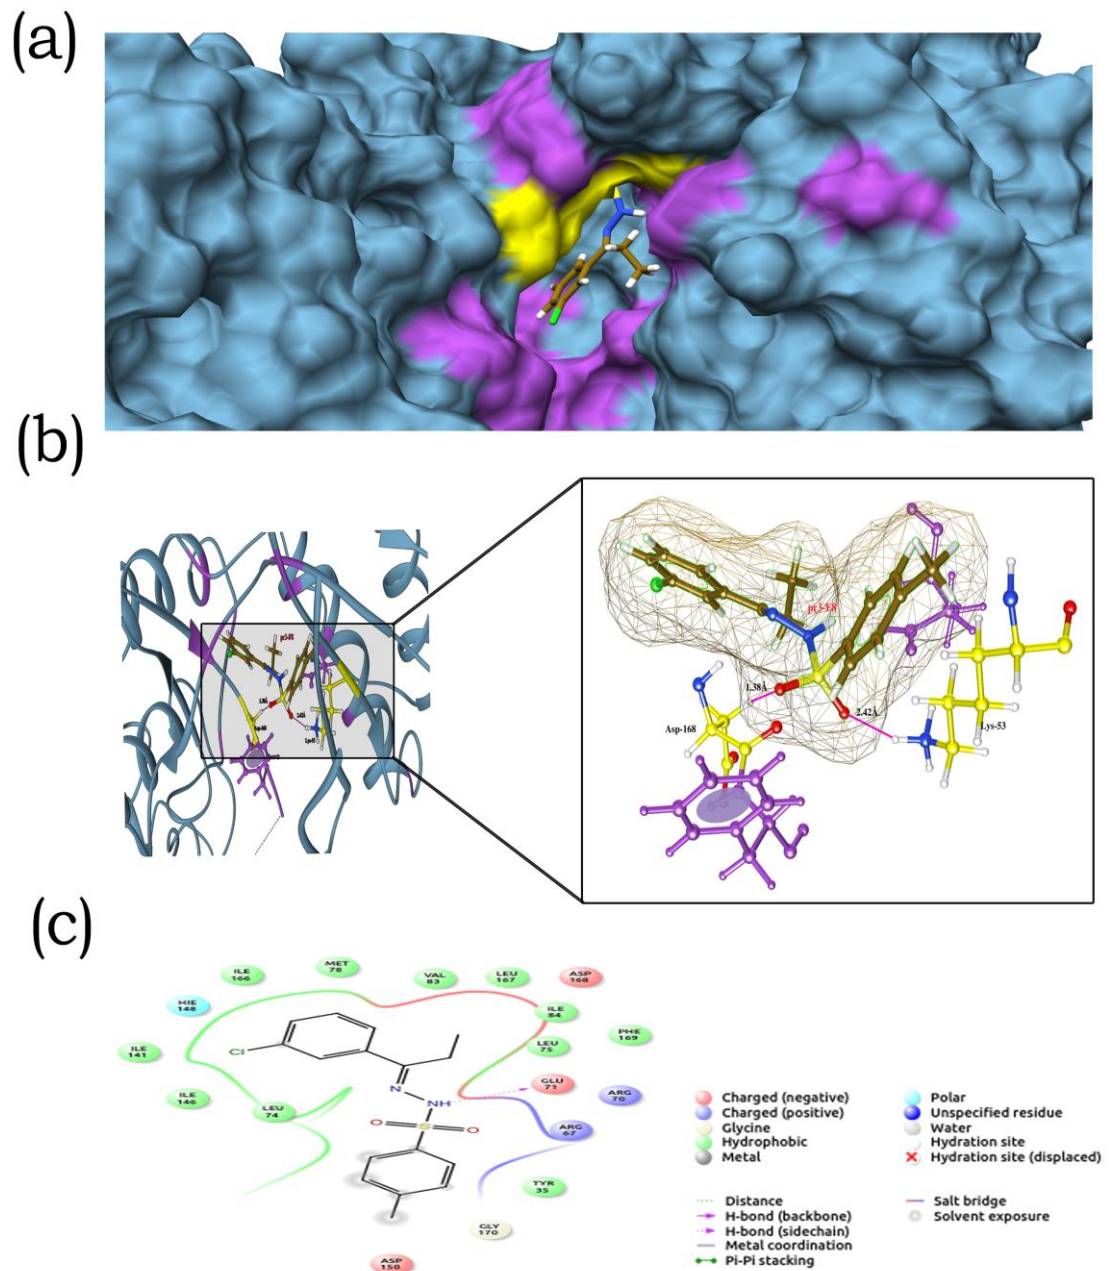 (a)
(b)
pr3-E8
1.38Å
2.42Å
Asp-168
Lys-53
(c)
ILE
166
MET
78
VAL
83
LEU
167
ASP
168
HIE
148
ILE
84
PHE
169
ILE
141
Cl
LEU
75
GLU
71
ARG
70
ILE
146
LEU
74
N
NH
O
S
O
ARG
67
TYR
35
GLY
170
ASP
150
Charged (negative)
Charged (positive)
Glycine
Hydrophobic
Metal
Polar
Unspecified residue
Water
Hydration site
Hydration site (displaced)
Distance
H-bond (backbone)
H-bond (sidechain)
Metal coordination
Pi-Pi stacking
Salt bridge
Solvent exposure